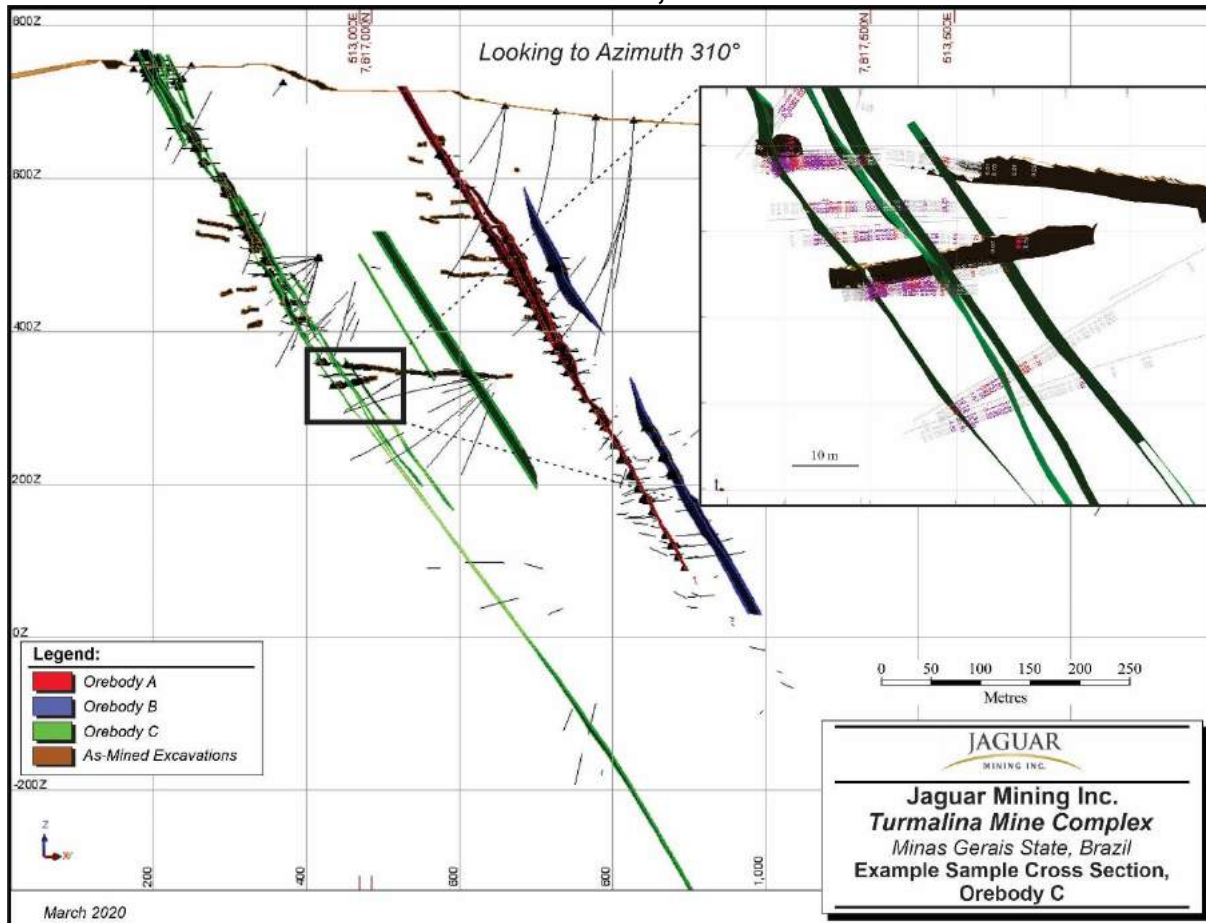 800Z
513,000E
7,817,000N
Looking to Azimuth 310°
7,817,500N
513,500E
600Z
400Z
10 m
200Z
0Z
Legend:
Orebody A
Orebody B
Orebody C
As-Mined Excavations
0 50 100 150 200 250
Metres
JAGUAR
MINING INC.
Jaguar Mining Inc.
Turmalina Mine Complex
Minas Gerais State, Brazil
Example Sample Cross Section,
Orebody C
-200Z
Z
XY
200
400
600
800
1,000
March 2020